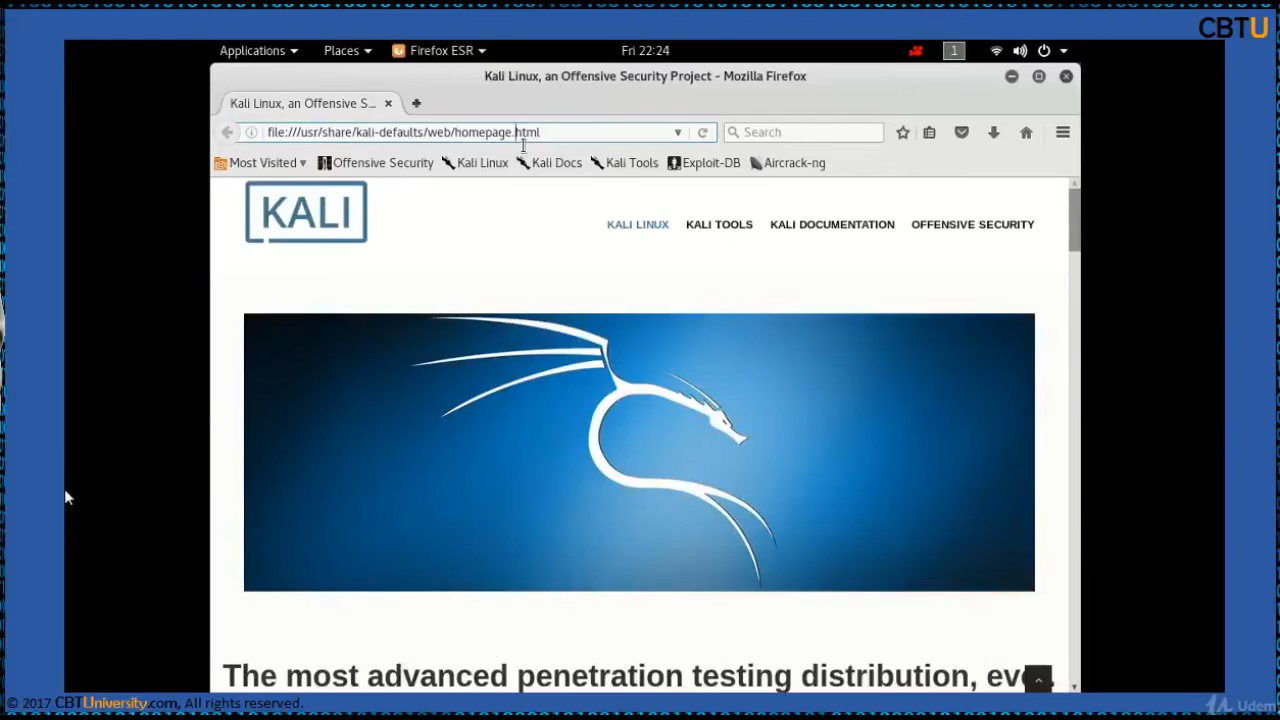 CBTU
Applications Places Firefox ESR Fri 22:24 1
Kali Linux, an Offensive Security Project - Mozilla Firefox
Kali Linux, an Offensive S...
file:///usr/share/kali-defaults/web/homepage.html Search
Most Visited Offensive Security Kali Linux Kali Docs Kali Tools Exploit-DB Aircrack-ng
KALI KALI LINUX KALI TOOLS KALI DOCUMENTATION OFFENSIVE SECURITY
The most advanced penetration testing distribution,
© 2017 CBTUniversity.com, All rights reserved.